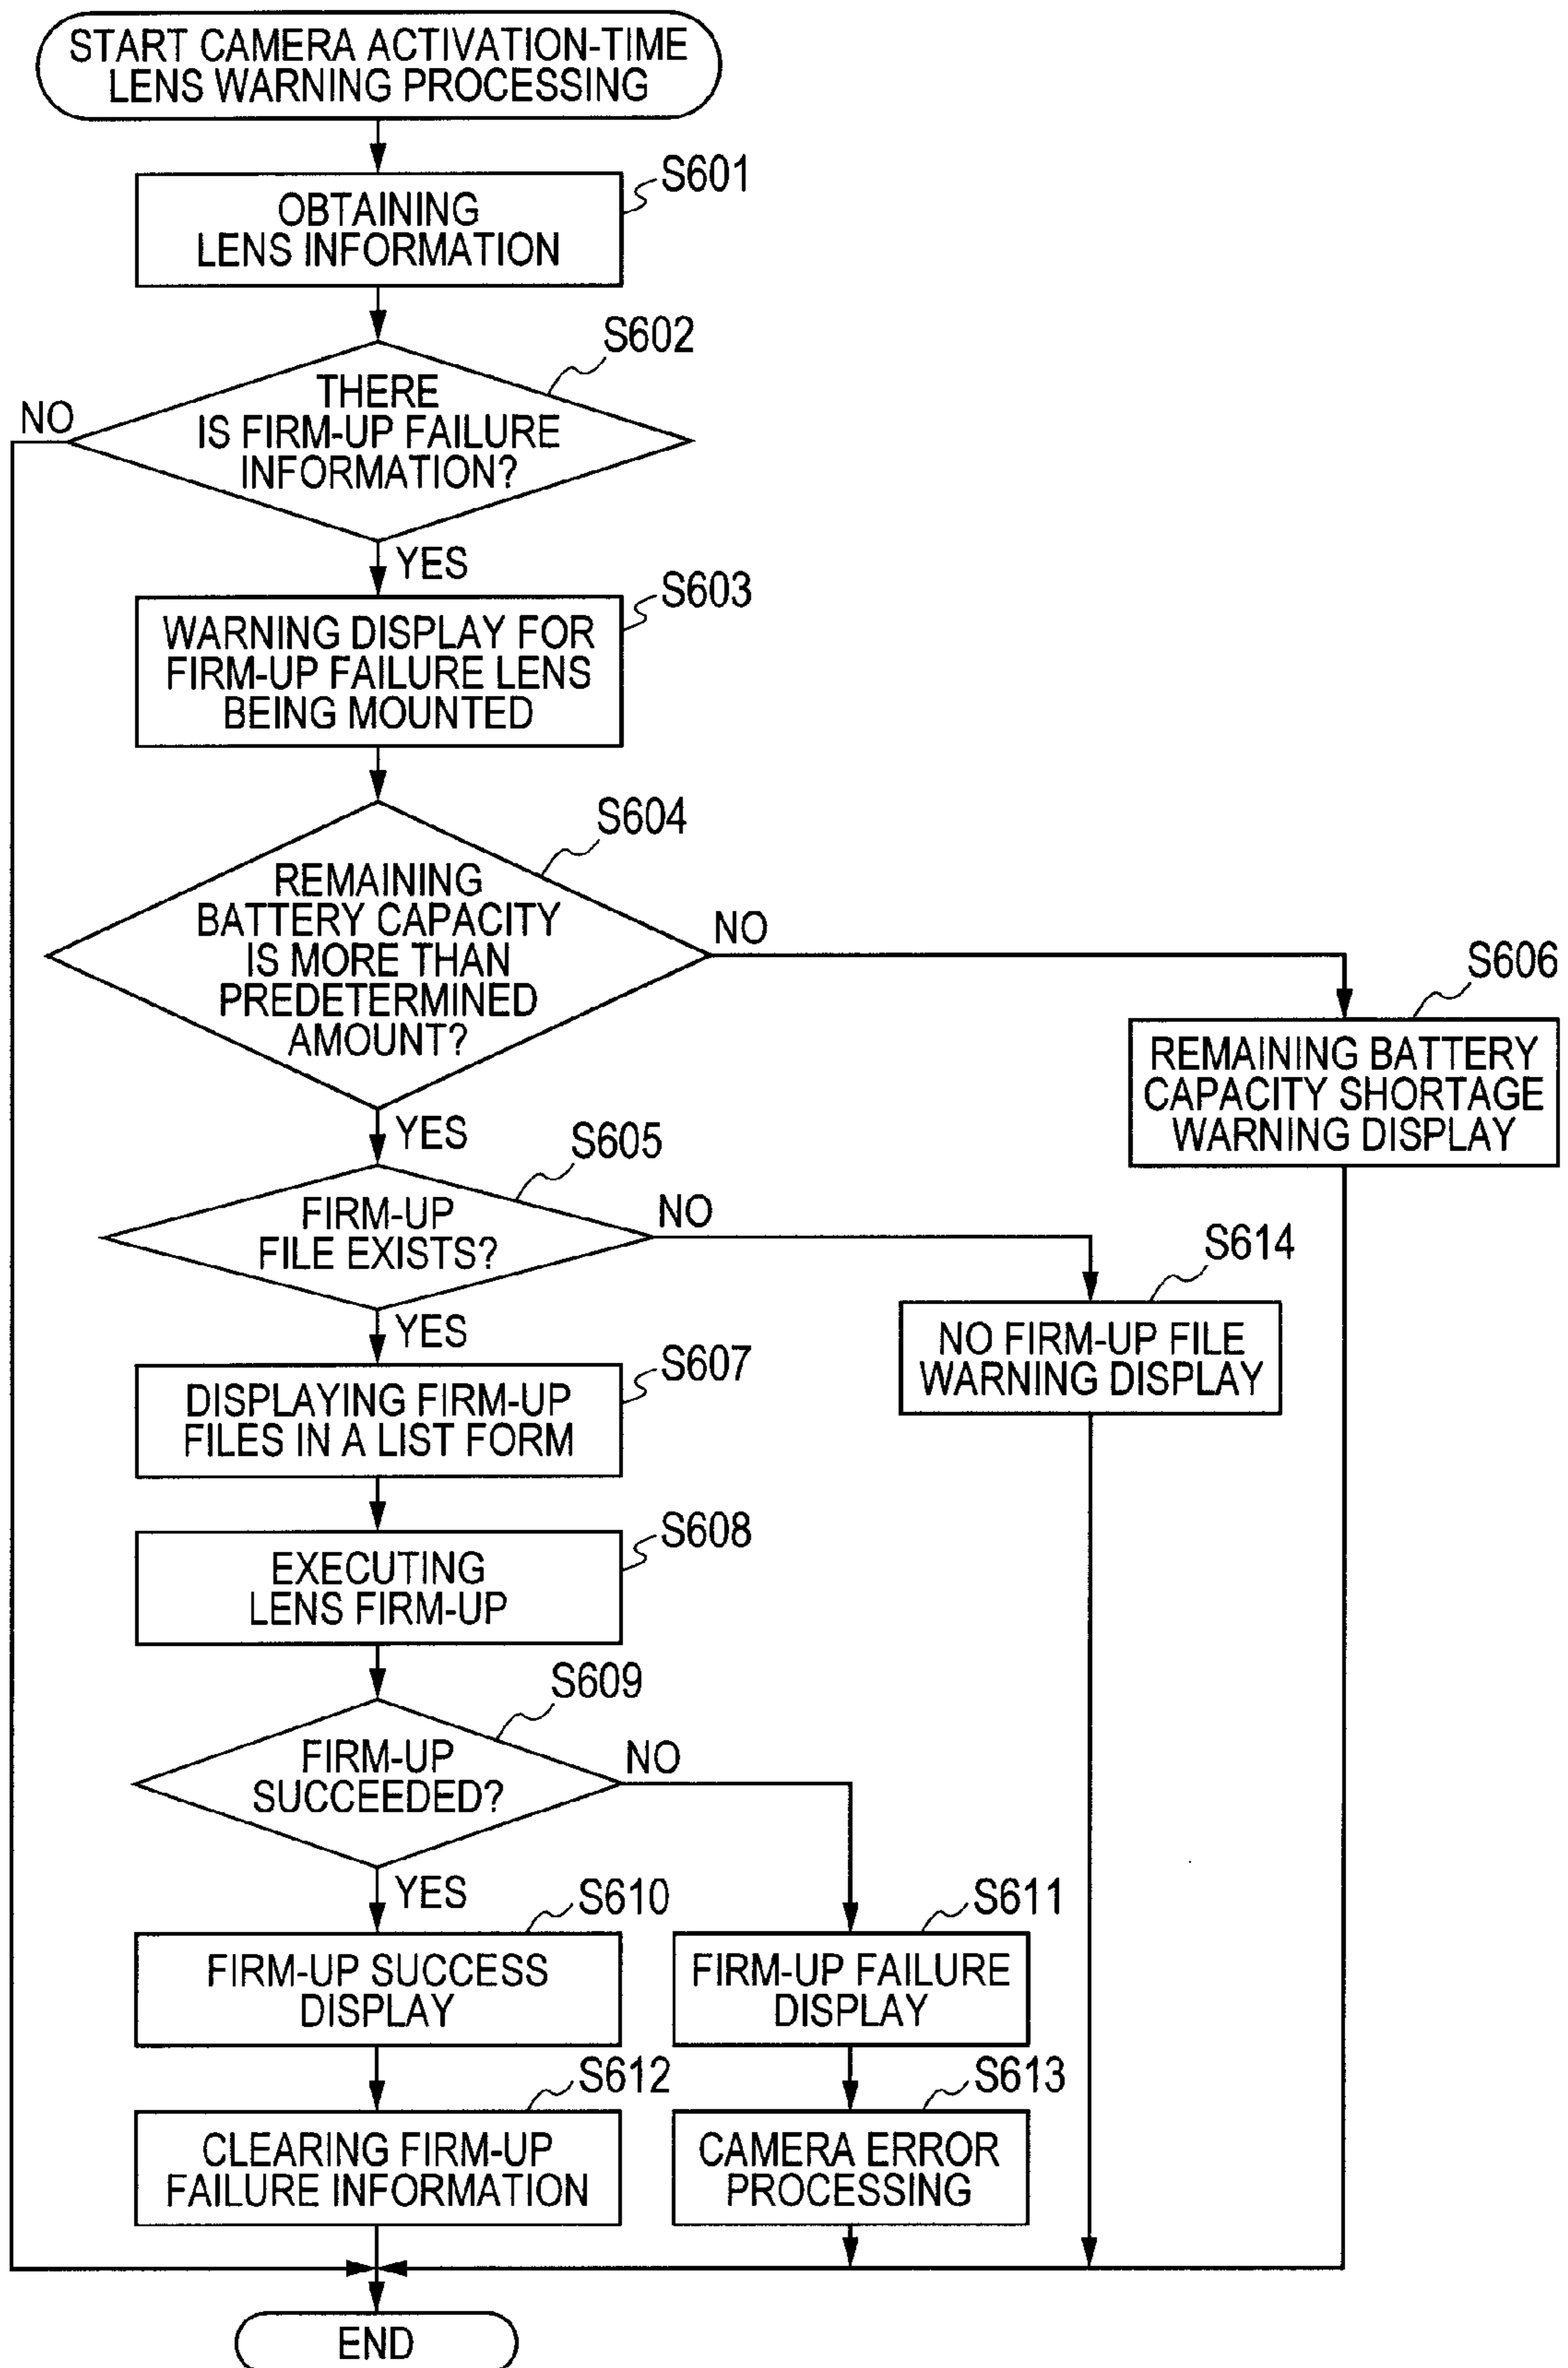 START CAMERA ACTIVATION-TIME
LENS WARNING PROCESSING
S601
OBTAINING
LENS INFORMATION
S602
THERE
IS FIRM-UP FAILURE
INFORMATION?
NO
YES
S603
WARNING DISPLAY FOR
FIRM-UP FAILURE LENS
BEING MOUNTED
S604
REMAINING
BATTERY CAPACITY
IS MORE THAN
PREDETERMINED
AMOUNT?
NO
YES
S606
REMAINING BATTERY
CAPACITY SHORTAGE
WARNING DISPLAY
S605
FIRM-UP
FILE EXISTS?
NO
YES
S614
NO FIRM-UP FILE
WARNING DISPLAY
S607
DISPLAYING FIRM-UP
FILES IN A LIST FORM
S608
EXECUTING
LENS FIRM-UP
S609
FIRM-UP
SUCCEEDED?
NO
YES
S610
FIRM-UP SUCCESS
DISPLAY
S611
FIRM-UP FAILURE
DISPLAY
S612
CLEARING FIRM-UP
FAILURE INFORMATION
S613
CAMERA ERROR
PROCESSING
END